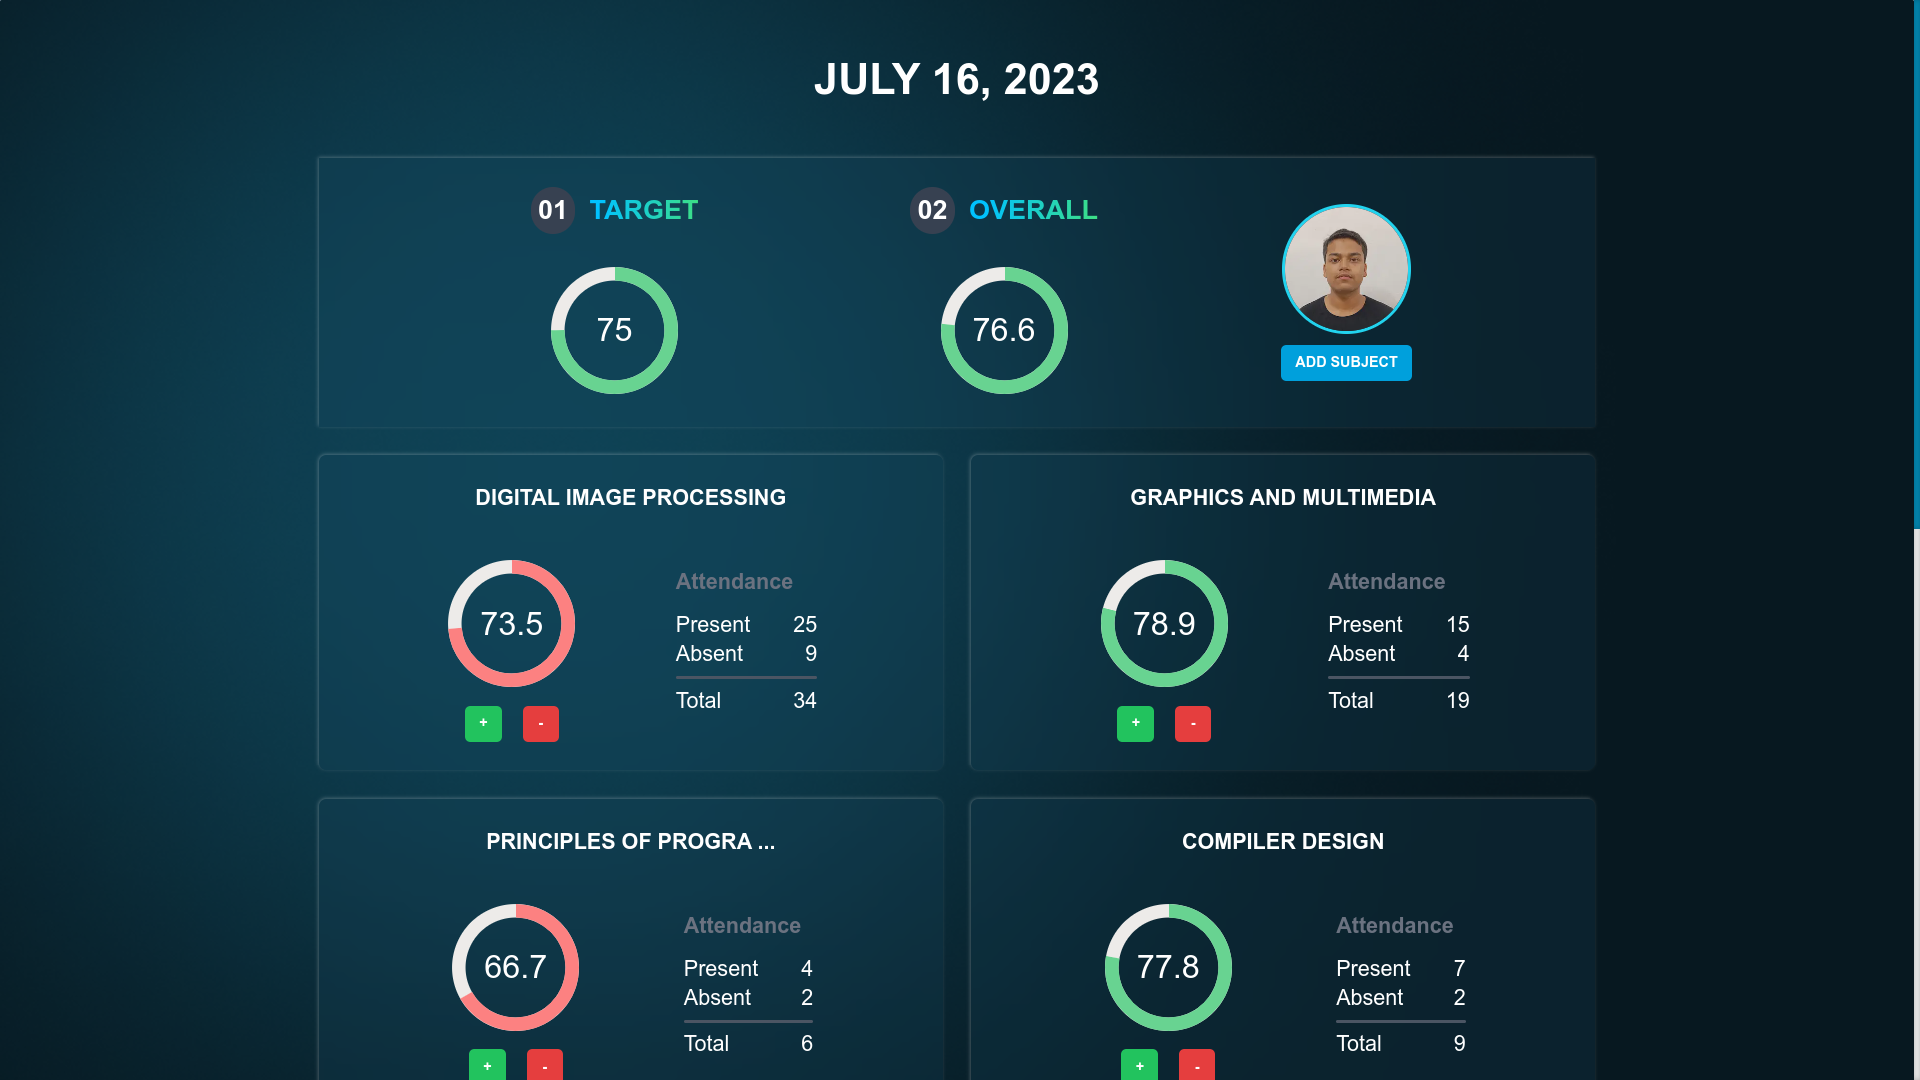 JULY 16, 2023
01 TARGET
02 OVERALL
75
76.6
ADD SUBJECT
DIGITAL IMAGE PROCESSING
73.5
Attendance
Present 25
Absent 9
Total 34
+ -
GRAPHICS AND MULTIMEDIA
78.9
Attendance
Present 15
Absent 4
Total 19
+ -
PRINCIPLES OF PROGRA ...
66.7
Attendance
Present 4
Absent 2
Total 6
+ -
COMPILER DESIGN
77.8
Attendance
Present 7
Absent 2
Total 9
+ -